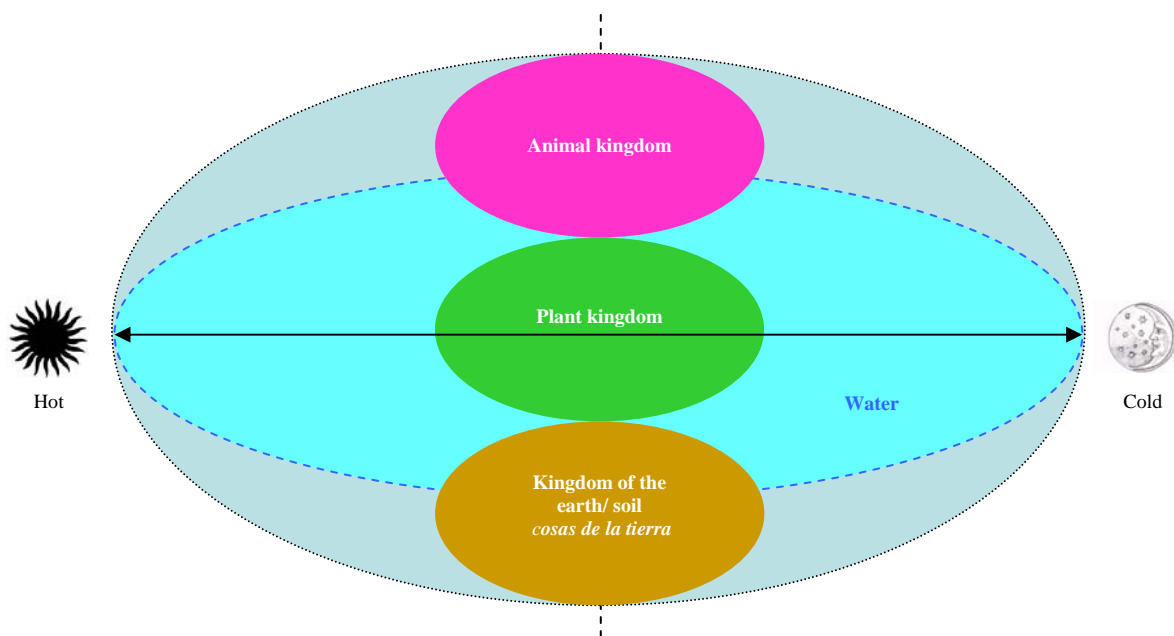 Animal kingdom
Plant kingdom
Hot
Water
Cold
Kingdom of the
earth/ soil
cosas de la tierra